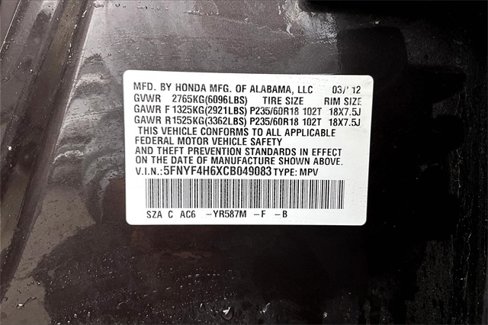 MFD. BY HONDA MFG. OF ALABAMA, LLC 03/12
GVWR 2765KG(6096LBS) TIRE SIZE RIM SIZE
GAWR F 1325KG(2921LBS) P235/60R18 102T 18X7.5J
GAWR R1525KG(3362LBS) P235/60R18 102T 18X7.5J
THIS VEHICLE CONFORMS TO ALL APPLICABLE
FEDERAL MOTOR VEHICLE SAFETY
AND THEFT PREVENTION STANDARDS IN EFFECT ON
THE DATE OF MANUFACTURE SHOWN ABOVE.
V.I.N.: 5FNYF4H6XCB049083 TYPE: MPV
SZA C AC6 -YR587M -F -B